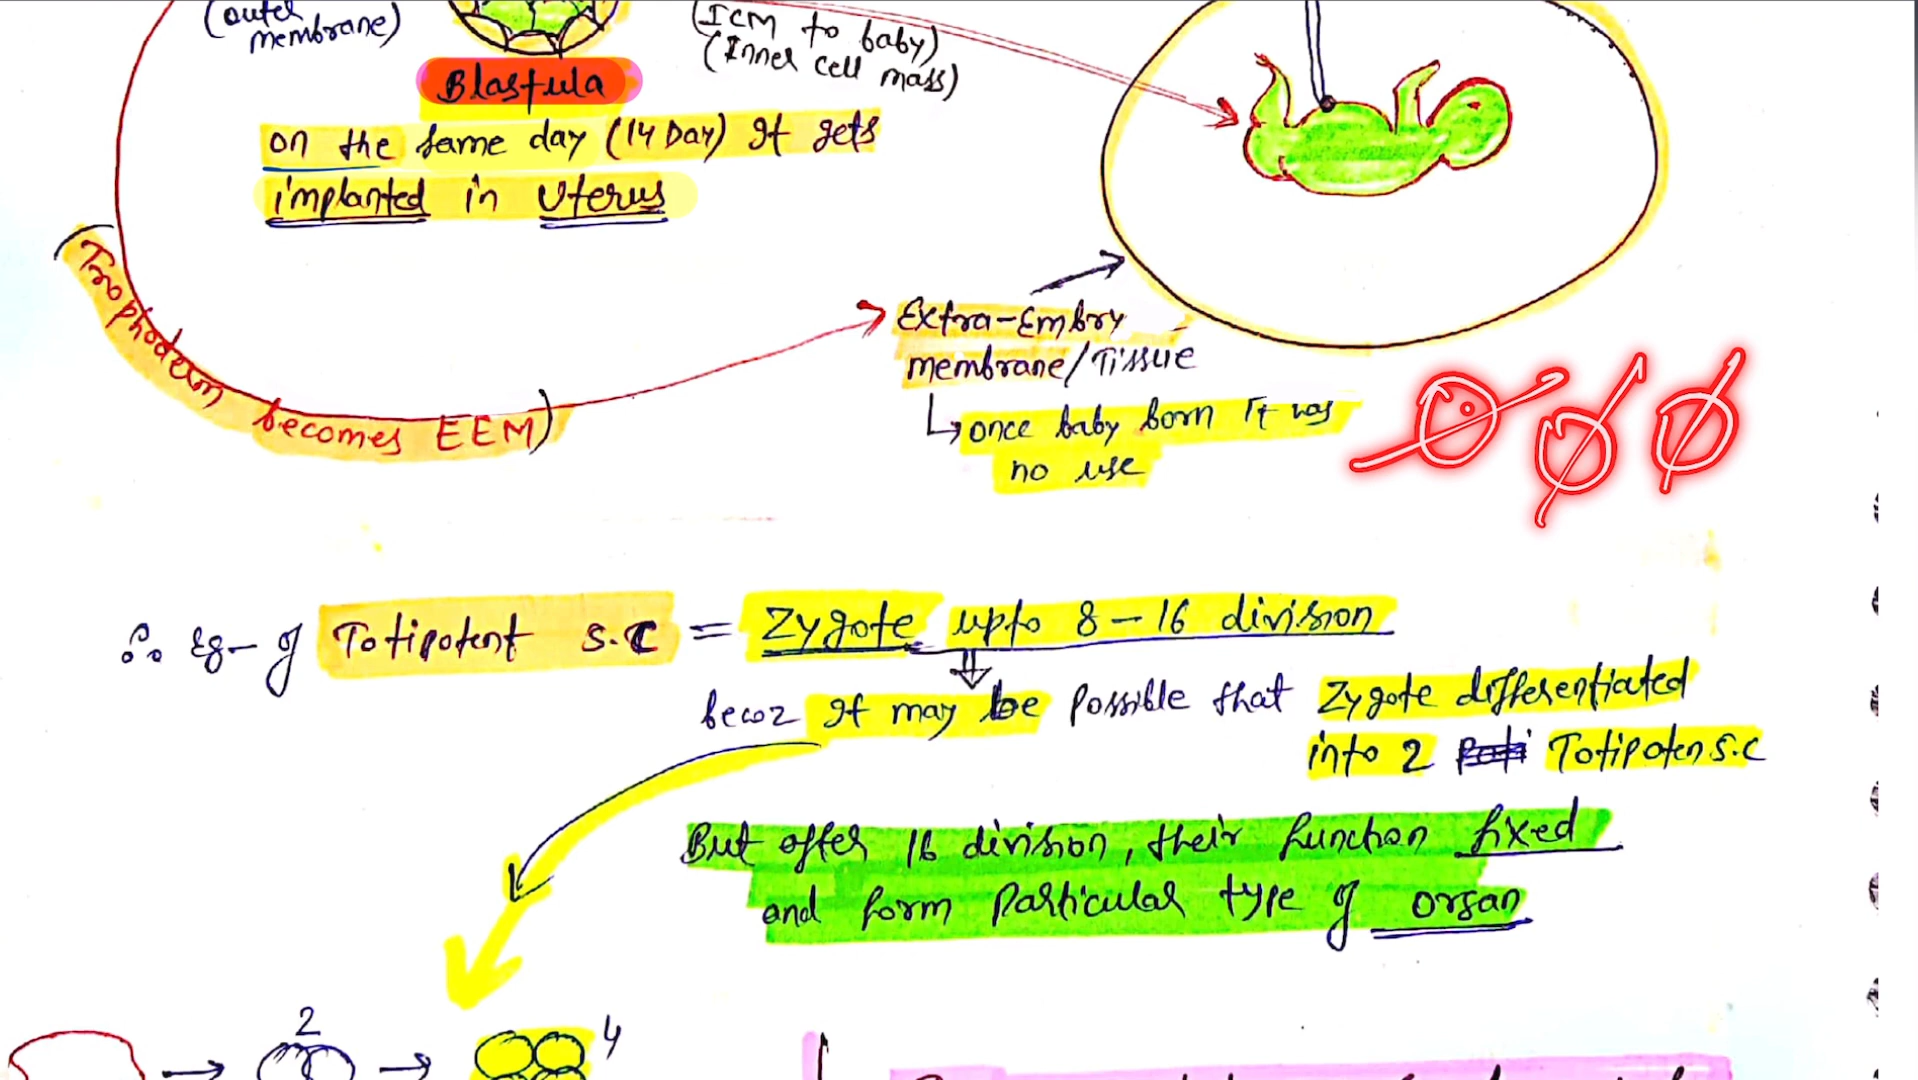 (outer
membrane)
(ICM to baby)
(Inner cell mass)
Blastula
on the same day (14 Day) It gets
implanted in Uterus
(Trophoderm becomes EEM)
Extra-Embry
membrane/Tissue
once baby born It has
no use
∴ Eg- of Totipotent S.C = Zygote upto 8-16 division
becoz It may be possible that Zygote differentiated
into 2 Totipoten S.C
But after 16 division, their function fixed
and form particular type of organ
2
4